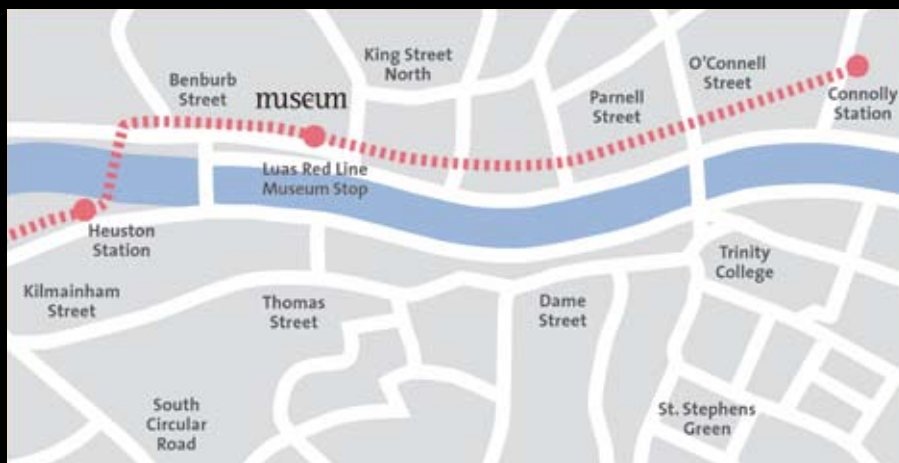 King Street
North
O'Connell
Street
Benburb
Street
museum
Parnell
Street
Connolly
Station
Luas Red Line
Museum Stop
Heuston
Station
Trinity
College
Kilmainham
Street
Thomas
Street
Dame
Street
South
Circular
Road
St. Stephens
Green